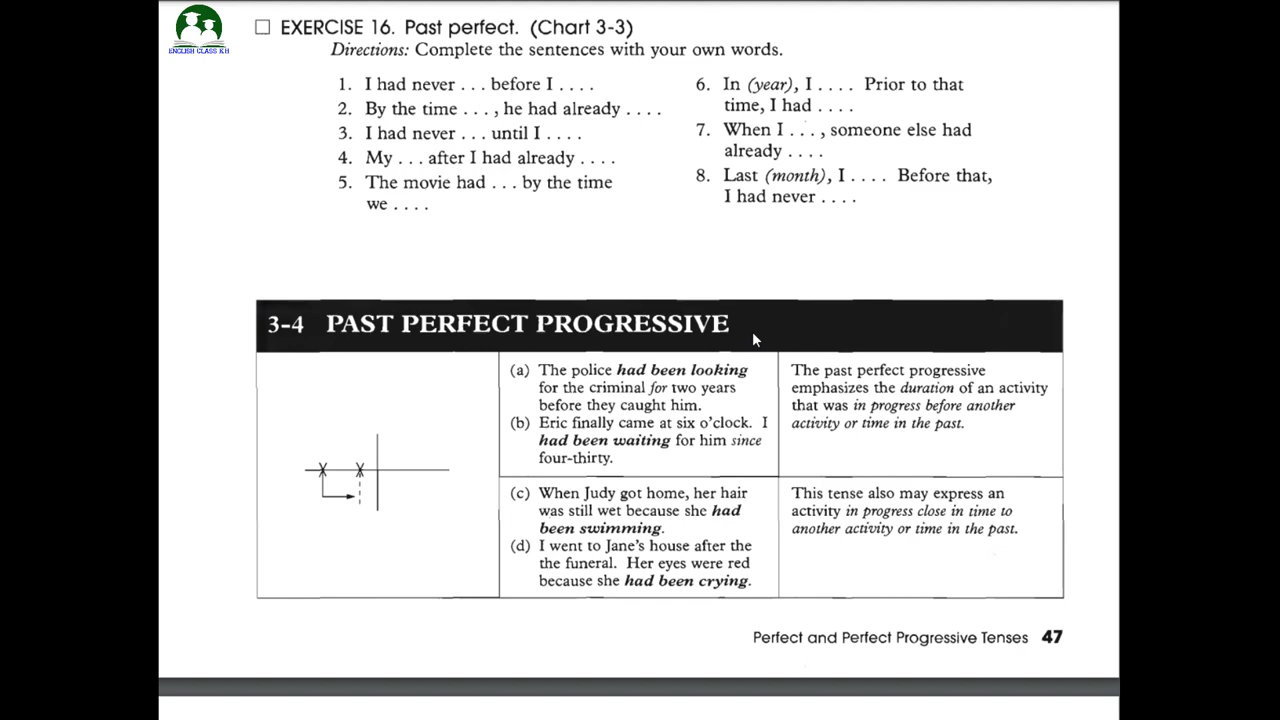 ENGLISH CLASS KH
□ EXERCISE 16. Past perfect. (Chart 3-3)
Directions: Complete the sentences with your own words.
1. I had never . . . before I . . . .
2. By the time . . . , he had already . . . .
3. I had never . . . until I . . . .
4. My . . . after I had already . . . .
5. The movie had . . . by the time
we . . . .
6. In (year), I . . . . Prior to that
time, I had . . . .
7. When I . . . , someone else had
already . . . .
8. Last (month), I . . . . Before that,
I had never . . . .
3-4 PAST PERFECT PROGRESSIVE
(a) The police had been looking
for the criminal for two years
before they caught him.
(b) Eric finally came at six o'clock. I
had been waiting for him since
four-thirty.
The past perfect progressive
emphasizes the duration of an activity
that was in progress before another
activity or time in the past.
(c) When Judy got home, her hair
was still wet because she had
been swimming.
(d) I went to Jane's house after the
the funeral. Her eyes were red
because she had been crying.
This tense also may express an
activity in progress close in time to
another activity or time in the past.
Perfect and Perfect Progressive Tenses 47